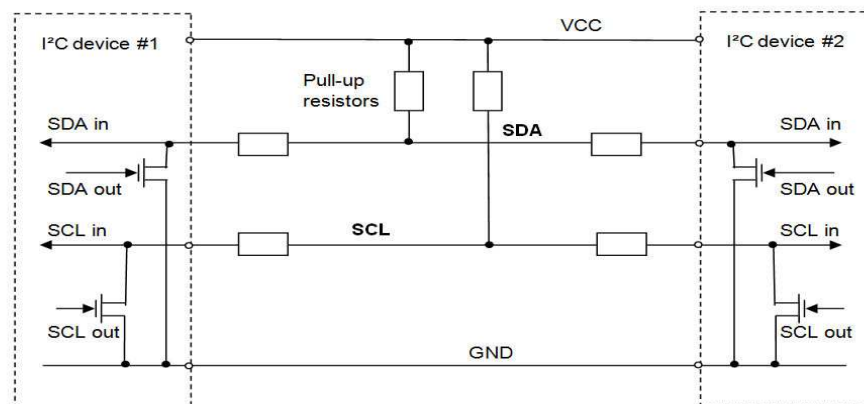 VCC
I²C device #1
I²C device #2
Pull-up
resistors
SDA in
SDA
SDA in
SDA out
SDA out
SCL in
SCL
SCL in
SCL out
SCL out
GND